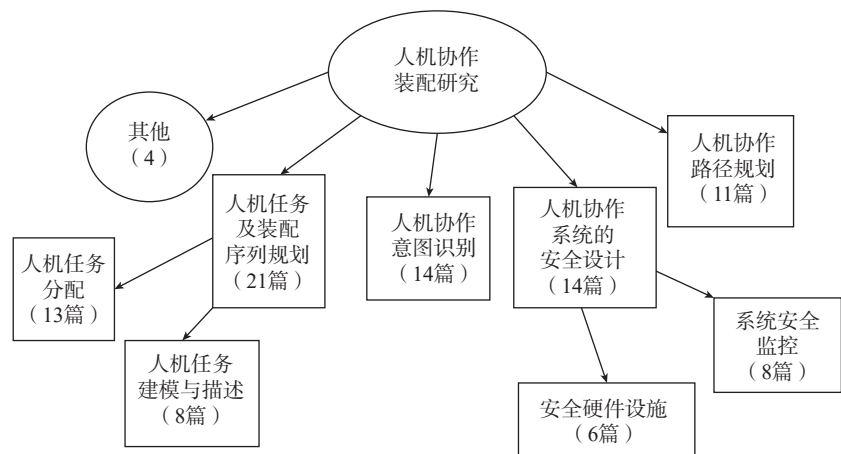 人机协作
装配研究
其他
（4）
人机任务
及装配
序列规划
（21篇）
人机协作
意图识别
（14篇）
人机协作
系统的
安全设计
（14篇）
人机协作
路径规划
（11篇）
人机任务
分配
（13篇）
人机任务
建模与描述
（8篇）
安全硬件设施
（6篇）
系统安全
监控
（8篇）